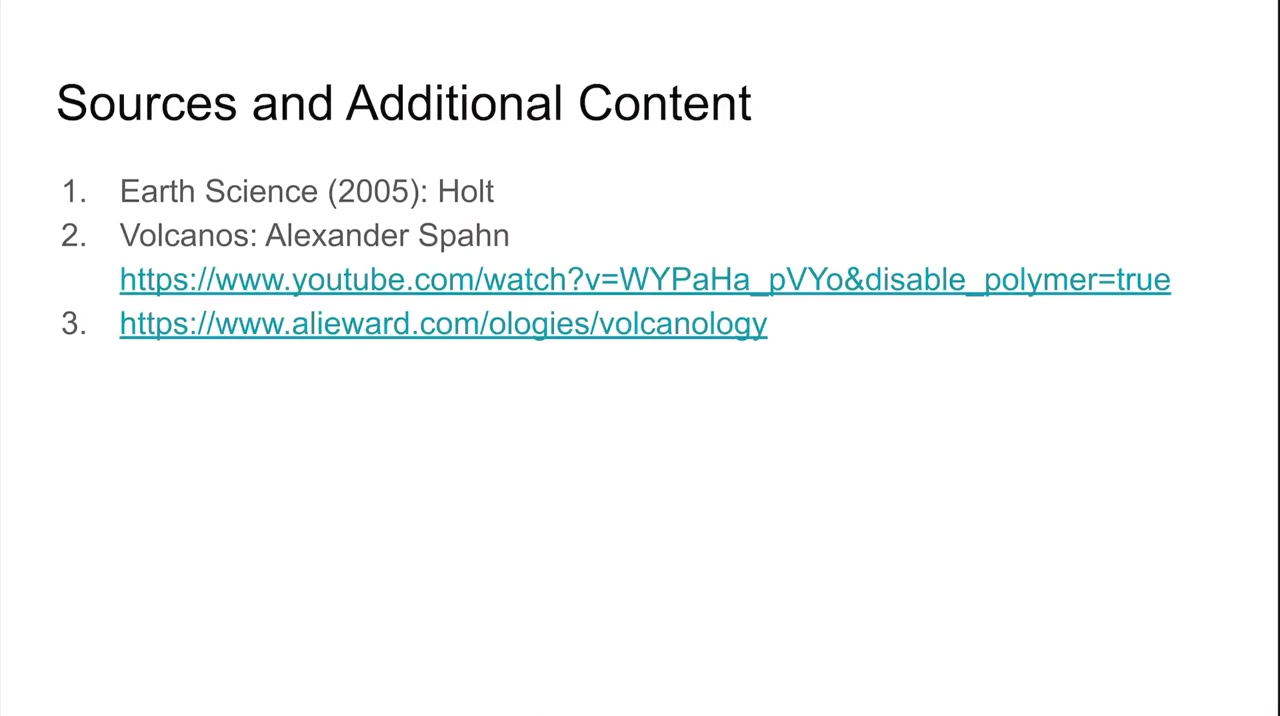 Sources and Additional Content
1. Earth Science (2005): Holt
2. Volcanos: Alexander Spahn
https://www.youtube.com/watch?v=WYPaHa_pVYo&disable_polymer=true
3. https://www.alieward.com/ologies/volcanology